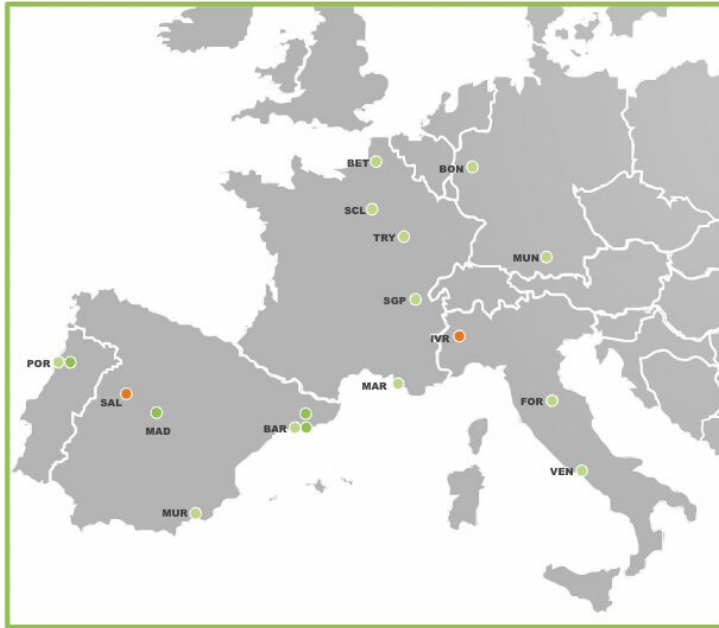 BET
BON
SCL
TRY
MUN
SGP
IVR
POR
MAR
SAL
FOR
MAD
BAR
VEN
MUR